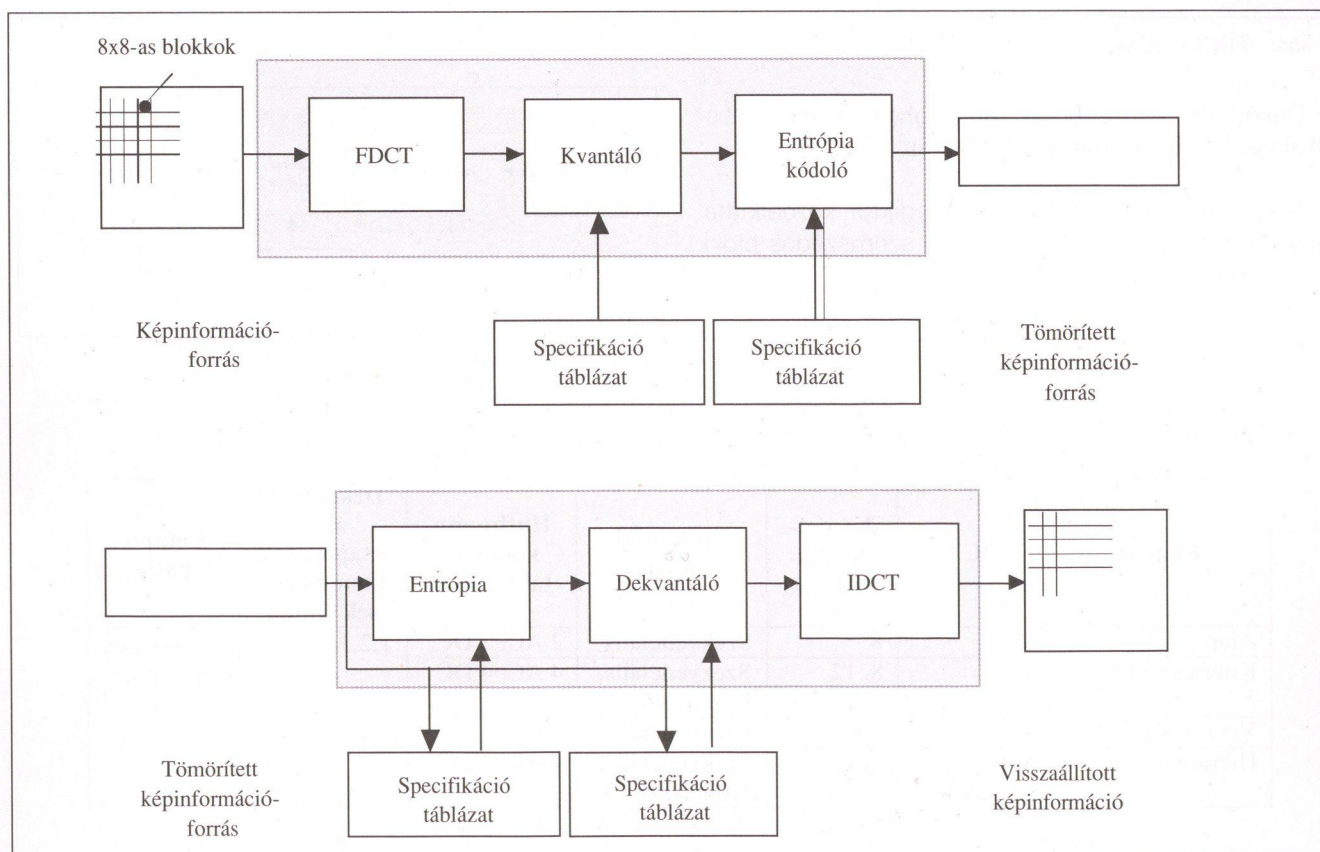 8x8-as blokkok
FDCT
Kvantáló
Entrópia
kódoló
Képinformáció-
forrás
Specifikáció
táblázat
Specifikáció
táblázat
Tömörített
képinformáció-
forrás
Entrópia
Dekvantáló
IDCT
Tömörített
képinformáció-
forrás
Specifikáció
táblázat
Specifikáció
táblázat
Visszaállított
képinformáció